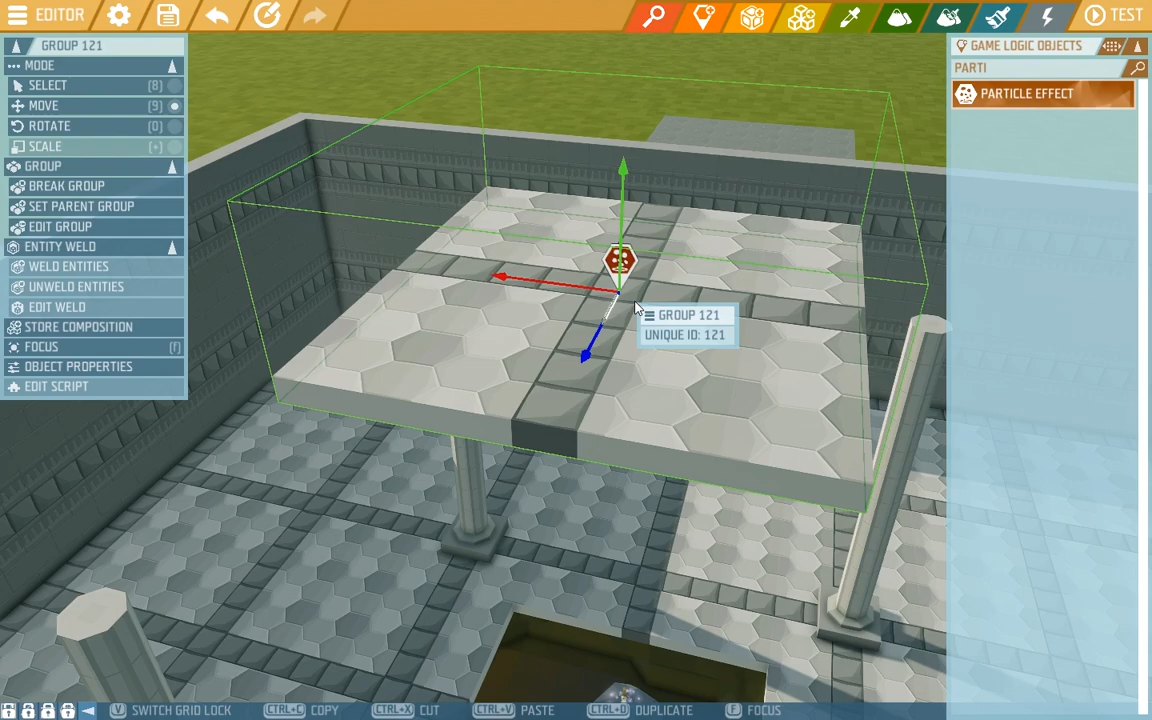 EDITOR
TEST
GROUP 121
MODE
SELECT [8]
MOVE [9]
ROTATE [0]
SCALE [+]
GROUP
BREAK GROUP
SET PARENT GROUP
EDIT GROUP
ENTITY WELD
WELD ENTITIES
UNWELD ENTITIES
EDIT WELD
STORE COMPOSITION
FOCUS [f]
OBJECT PROPERTIES
EDIT SCRIPT
GAME LOGIC OBJECTS
PARTI
PARTICLE EFFECT
GROUP 121
UNIQUE ID: 121
V SWITCH GRID LOCK CTRL+C COPY CTRL+X CUT CTRL+V PASTE CTRL+D DUPLICATE F FOCUS